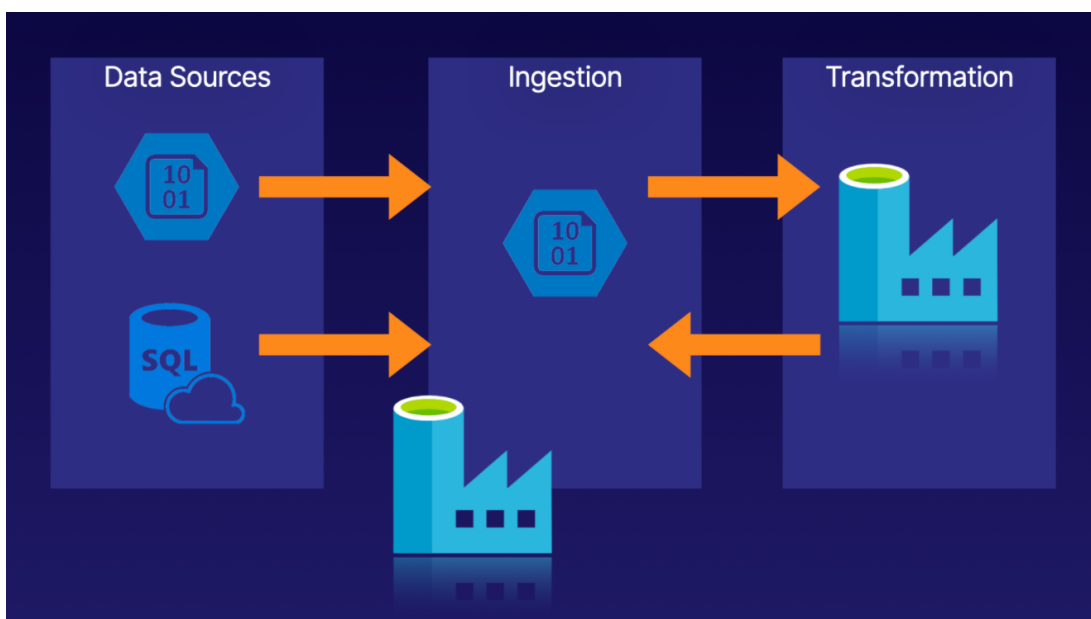 Data Sources
Ingestion
Transformation
10
01
10
01
SQL